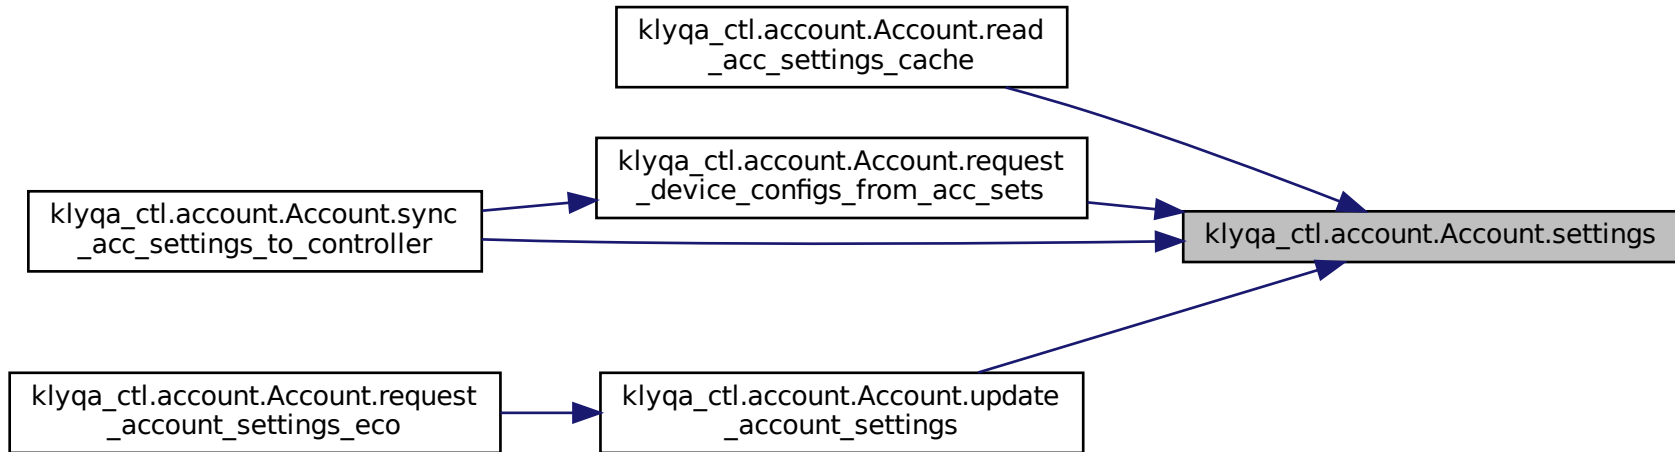 klyqa_ctl.account.Account.read
_acc_settings_cache
klyqa_ctl.account.Account.request
_device_configs_from_acc_sets
klyqa_ctl.account.Account.sync
_acc_settings_to_controller
klyqa_ctl.account.Account.settings
klyqa_ctl.account.Account.request
_account_settings_eco
klyqa_ctl.account.Account.update
_account_settings